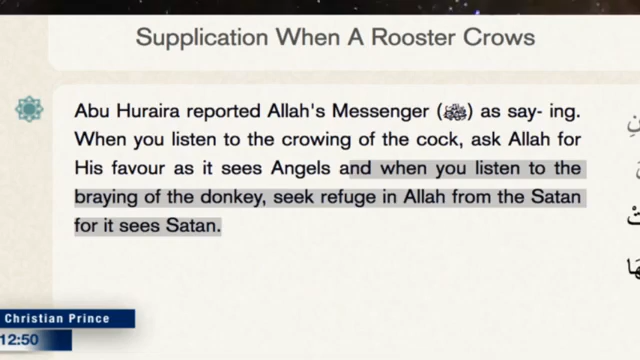 Supplication When A Rooster Crows
Abu Huraira reported Allah's Messenger (ﷺ) as say- ing.
When you listen to the crowing of the cock, ask Allah for
His favour as it sees Angels and when you listen to the
braying of the donkey, seek refuge in Allah from the Satan
for it sees Satan.
Christian Prince
12:50